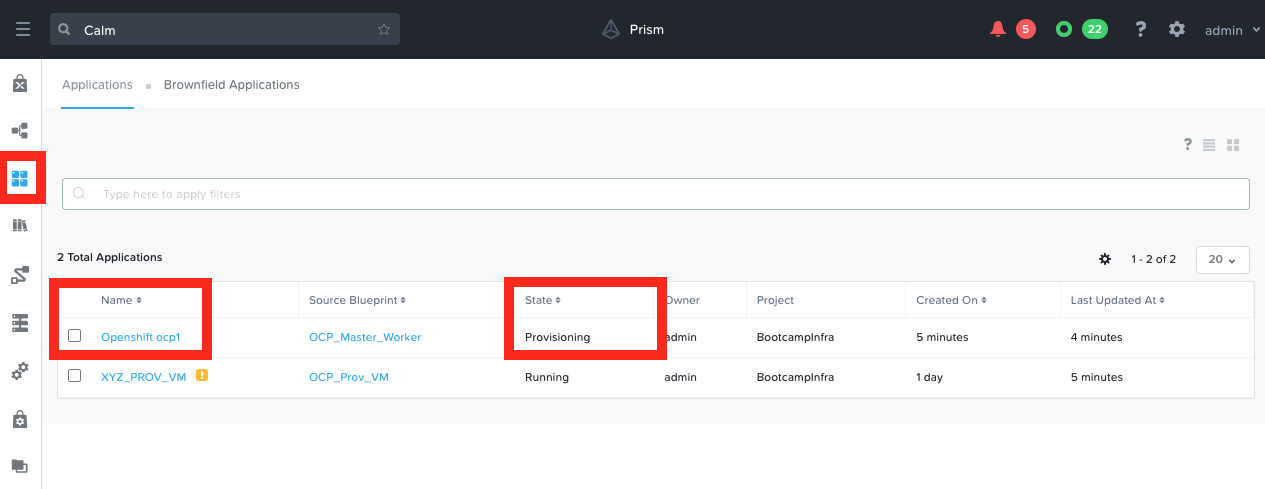 Calm Prism 5 22 ? admin
Applications Brownfield Applications
?
Type here to apply filters
2 Total Applications 1 - 2 of 2 20
Name Source Blueprint State Owner Project Created On Last Updated At
Openshift ocp1 OCP_Master_Worker Provisioning admin BootcampInfra 5 minutes 4 minutes
XYZ_PROV_VM ! OCP_Prov_VM Running admin BootcampInfra 1 day 5 minutes